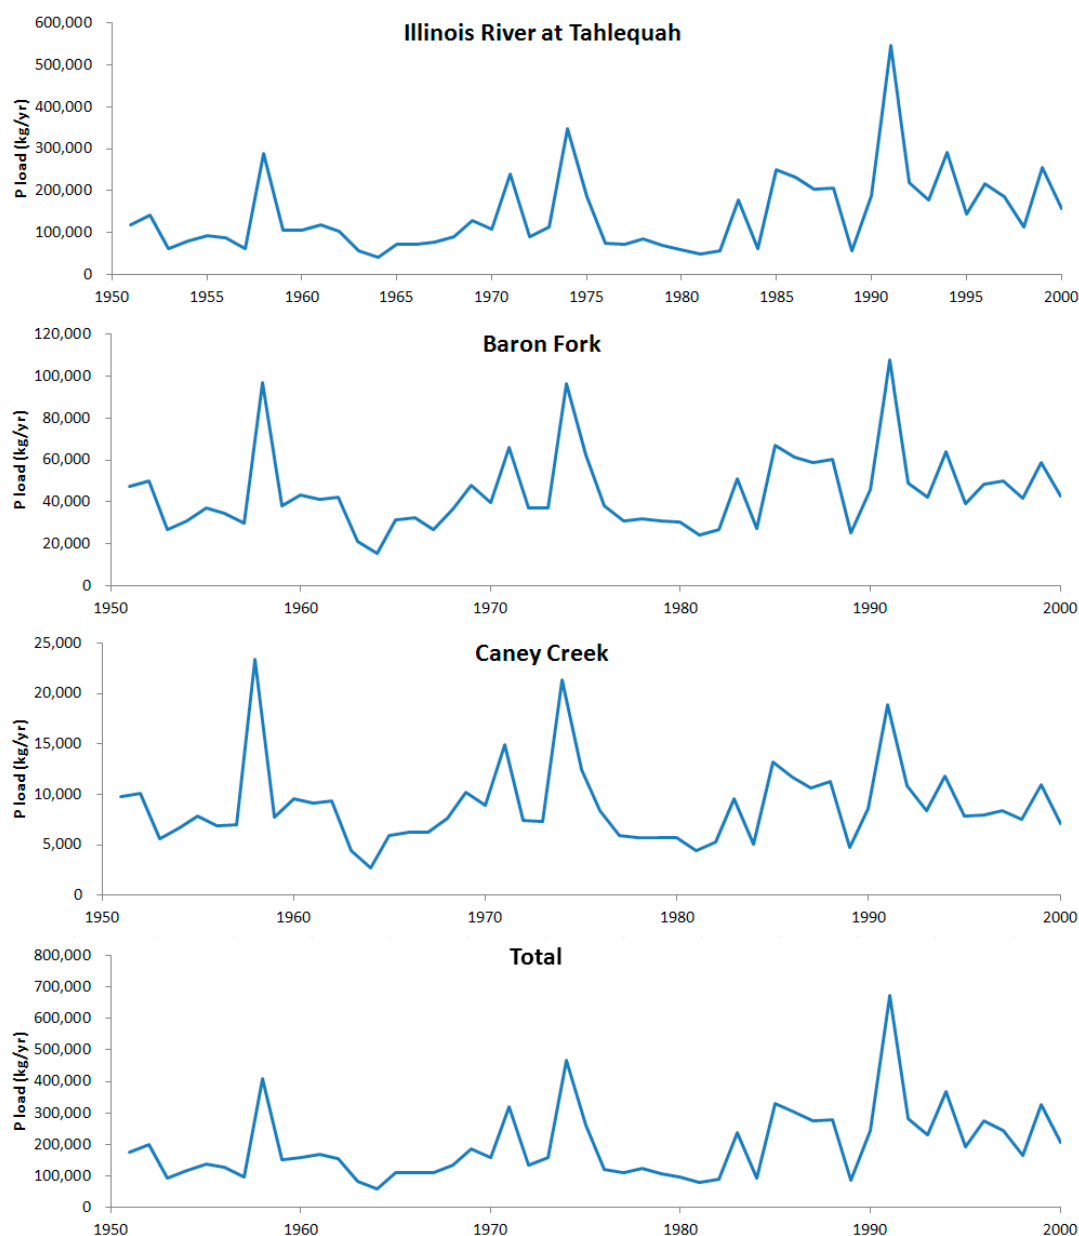 Illinois River at Tahlequah
P load (kg/yr)
600,000
500,000
400,000
300,000
200,000
100,000
0
1950 1955 1960 1965 1970 1975 1980 1985 1990 1995 2000
Baron Fork
P load (kg/yr)
120,000
100,000
80,000
60,000
40,000
20,000
0
1950 1960 1970 1980 1990 2000
Caney Creek
P load (kg/yr)
25,000
20,000
15,000
10,000
5,000
0
1950 1960 1970 1980 1990 2000
Total
P load (kg/yr)
800,000
700,000
600,000
500,000
400,000
300,000
200,000
100,000
0
1950 1960 1970 1980 1990 2000